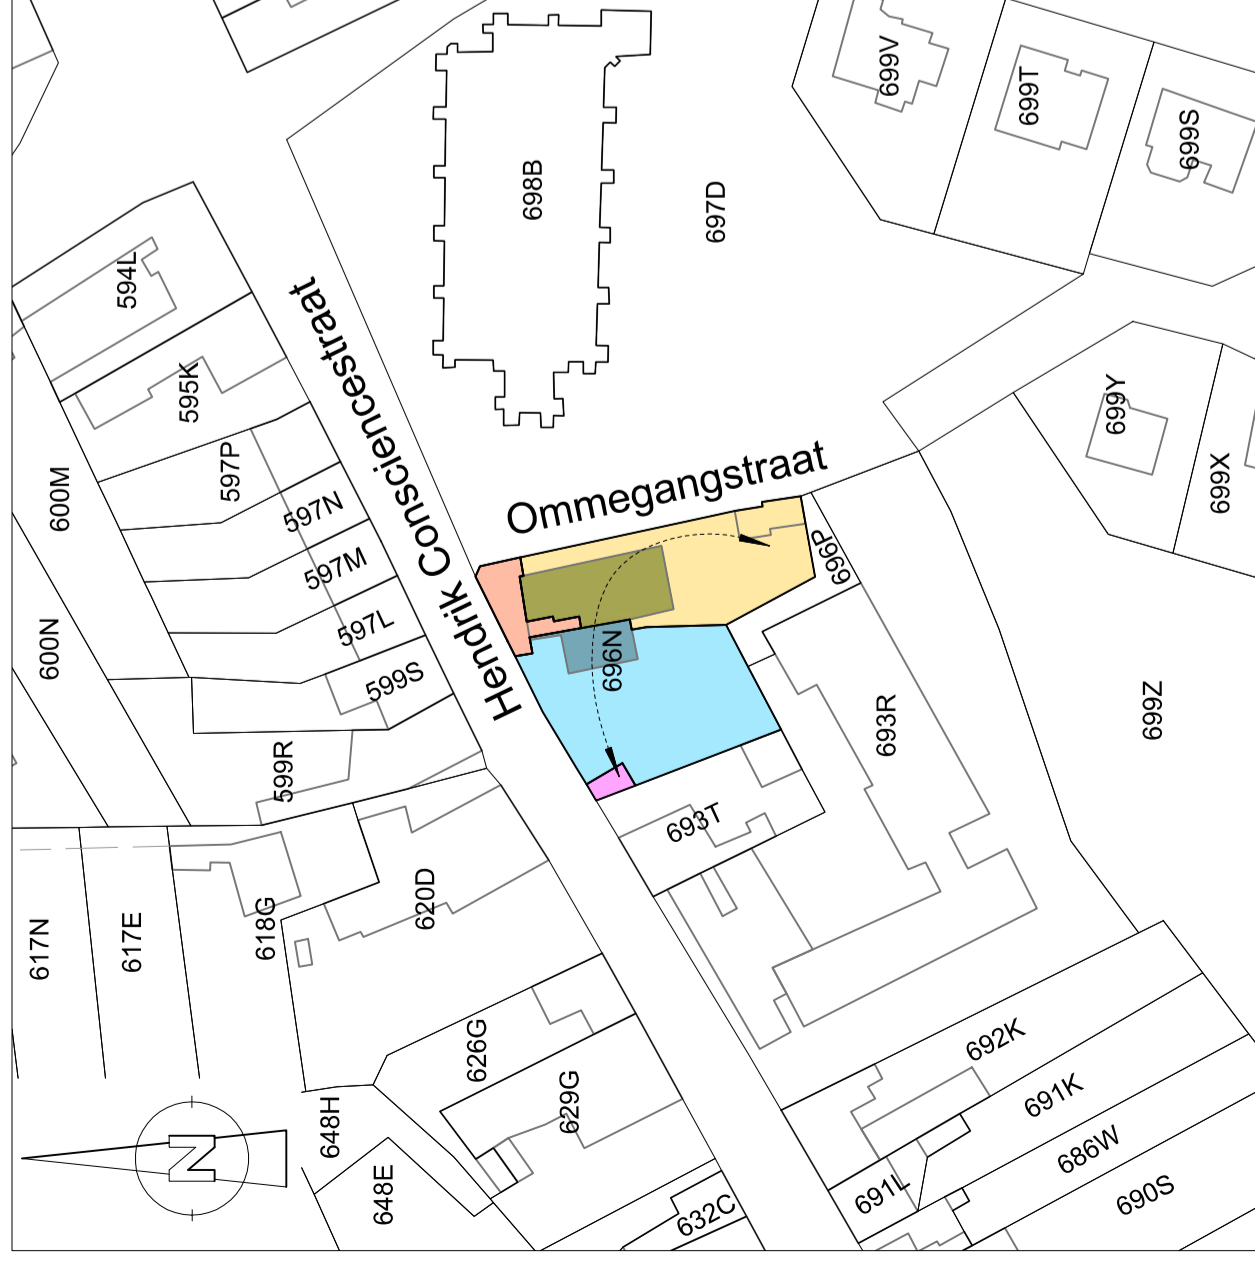 699V
699T
699S
698B
697D
594L
Hendrik Consciencestraat
595K
699Y
597P
Ommegangstraat
699X
600M
597N
696P
597M
597L
600N
696N
599S
693R
699Z
599R
693T
620D
618G
617E
617N
692K
626G
629G
691K
648H
686W
N
648E
691L
690S
632C